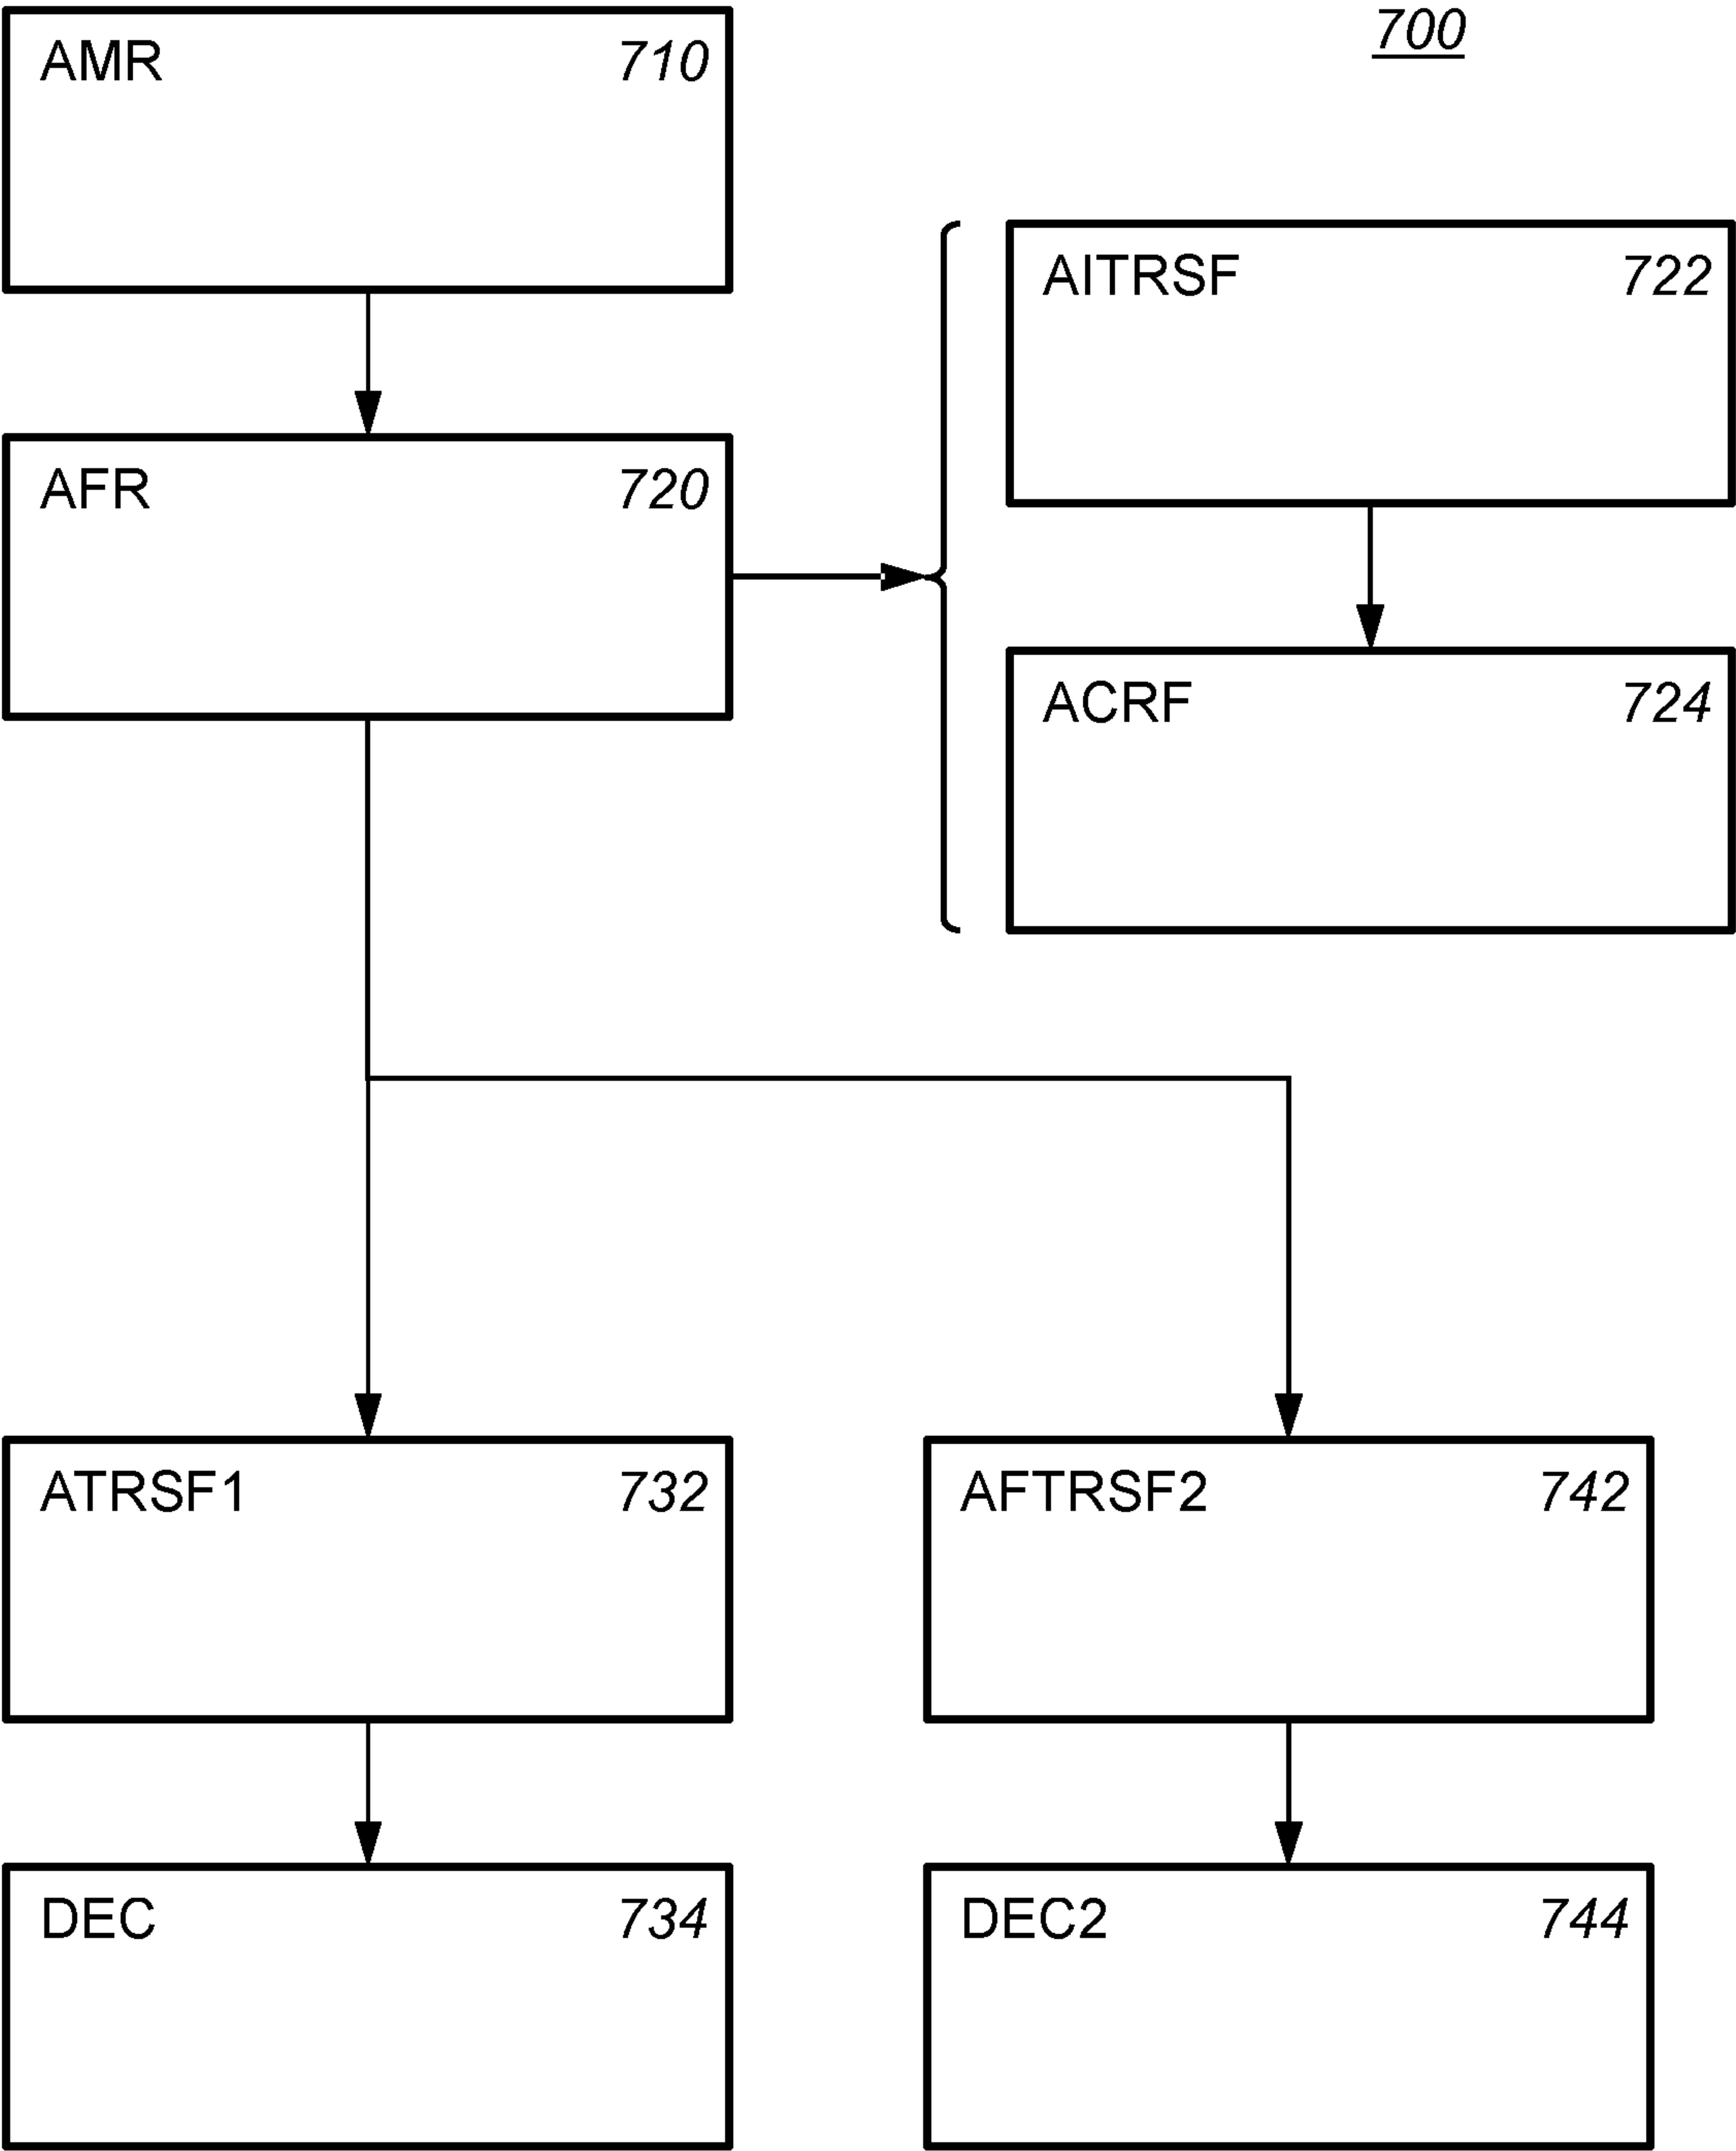 700
AMR 710
AITRSF 722
AFR 720
ACRF 724
ATRSF1 732
AFTRSF2 742
DEC 734
DEC2 744